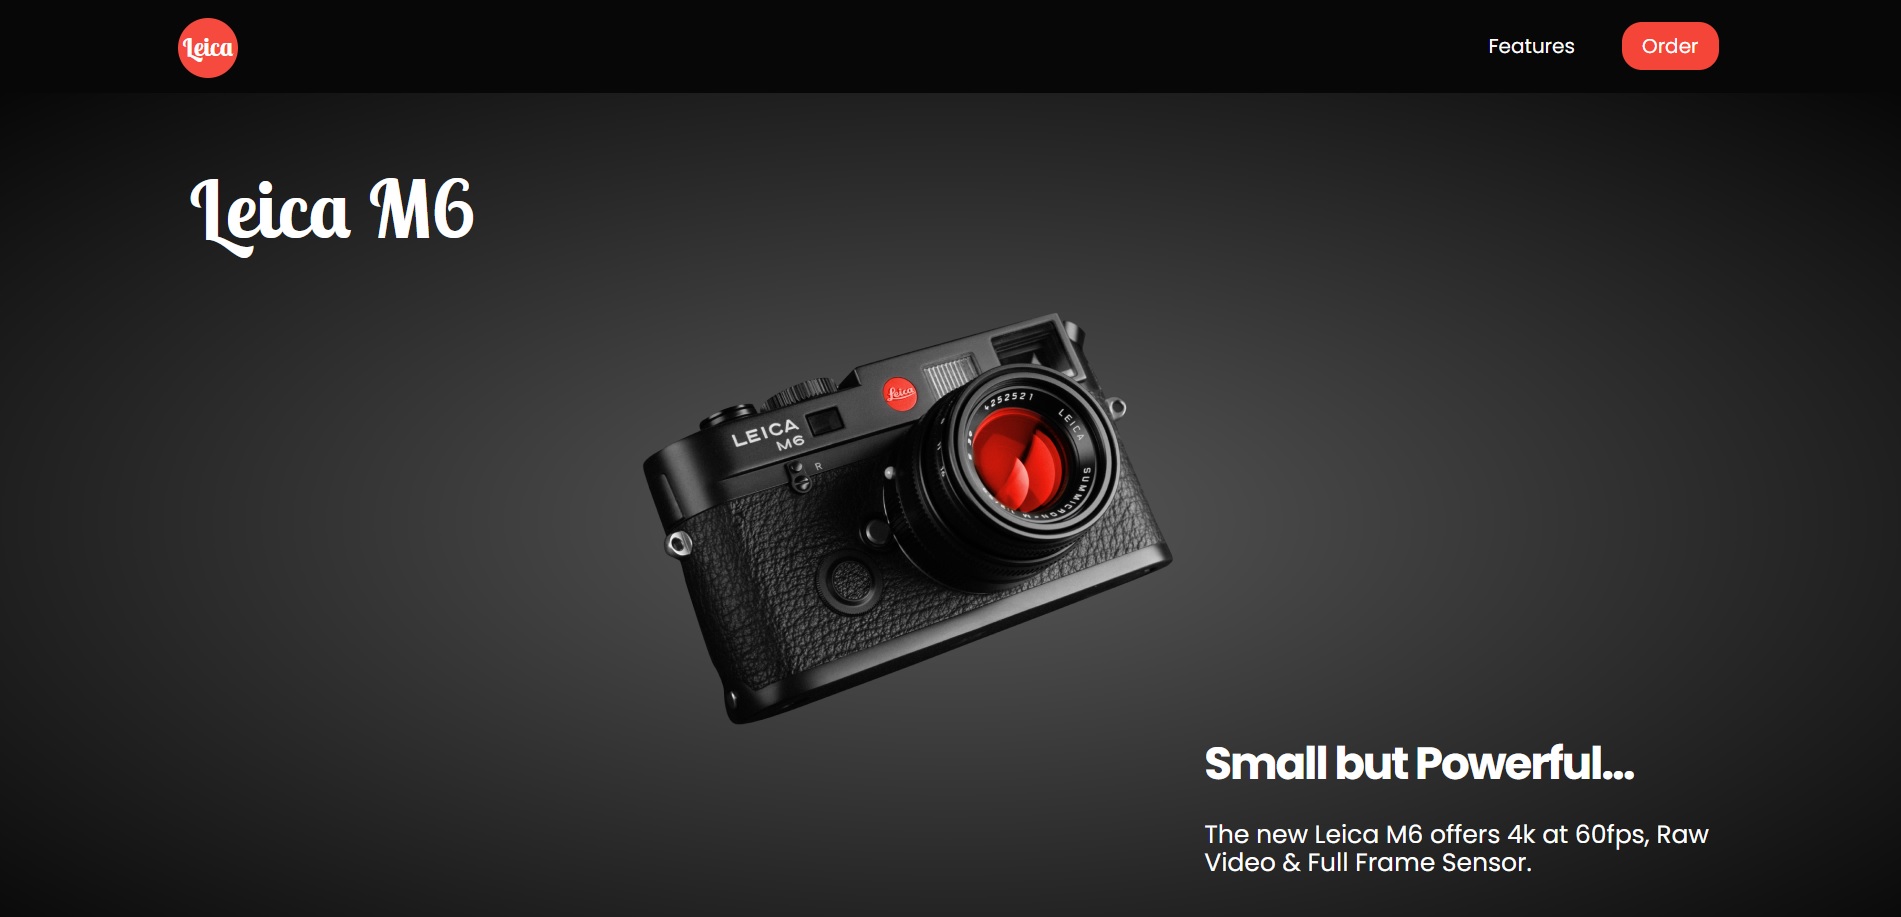 Leica
Features
Order
Leica M6
Leica
LEICA
M6
R
4252521
LEICA
SUMMICRON-M
Small but Powerful...
The new Leica M6 offers 4k at 60fps, Raw
Video & Full Frame Sensor.